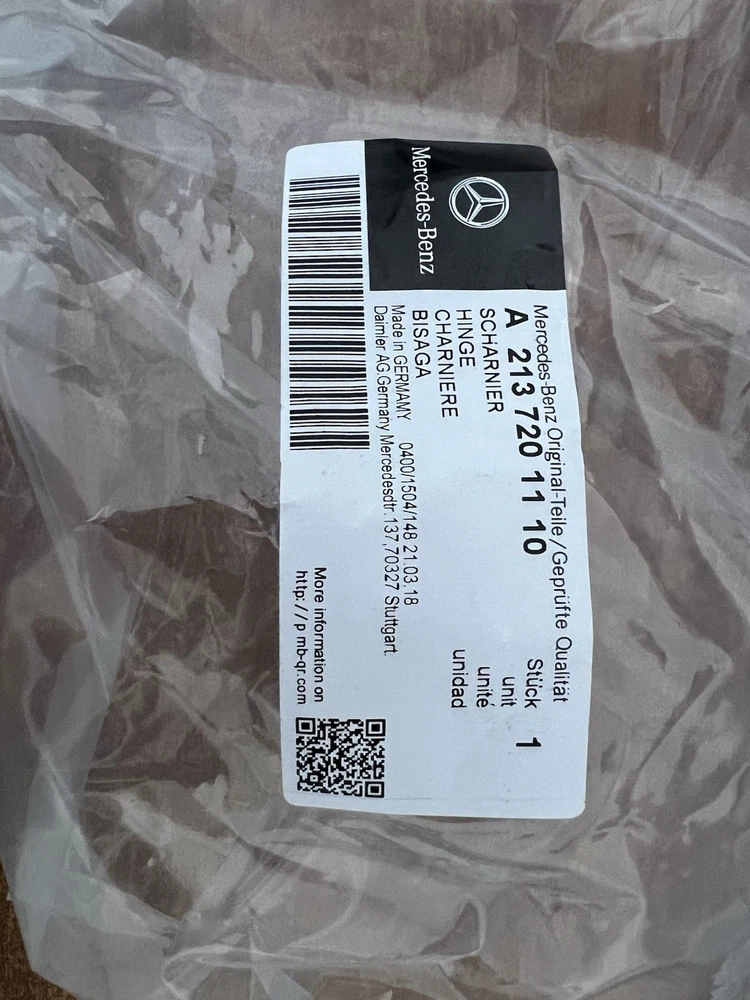 Mercedes-Benz
Mercedes-Benz Original-Teile/Geprüfte Qualität
A 213 720 11 10
Stück 1
SCHARNIER
unit
HINGE
unité
CHARNIERE
unidad
BISAGA
Made in GERMAMY 0400/1504/148 21.03.18
Daimler AG.Germany Mercedesdtr.137,70327 Stuttgart.
More information on
http://p mb-qr.com